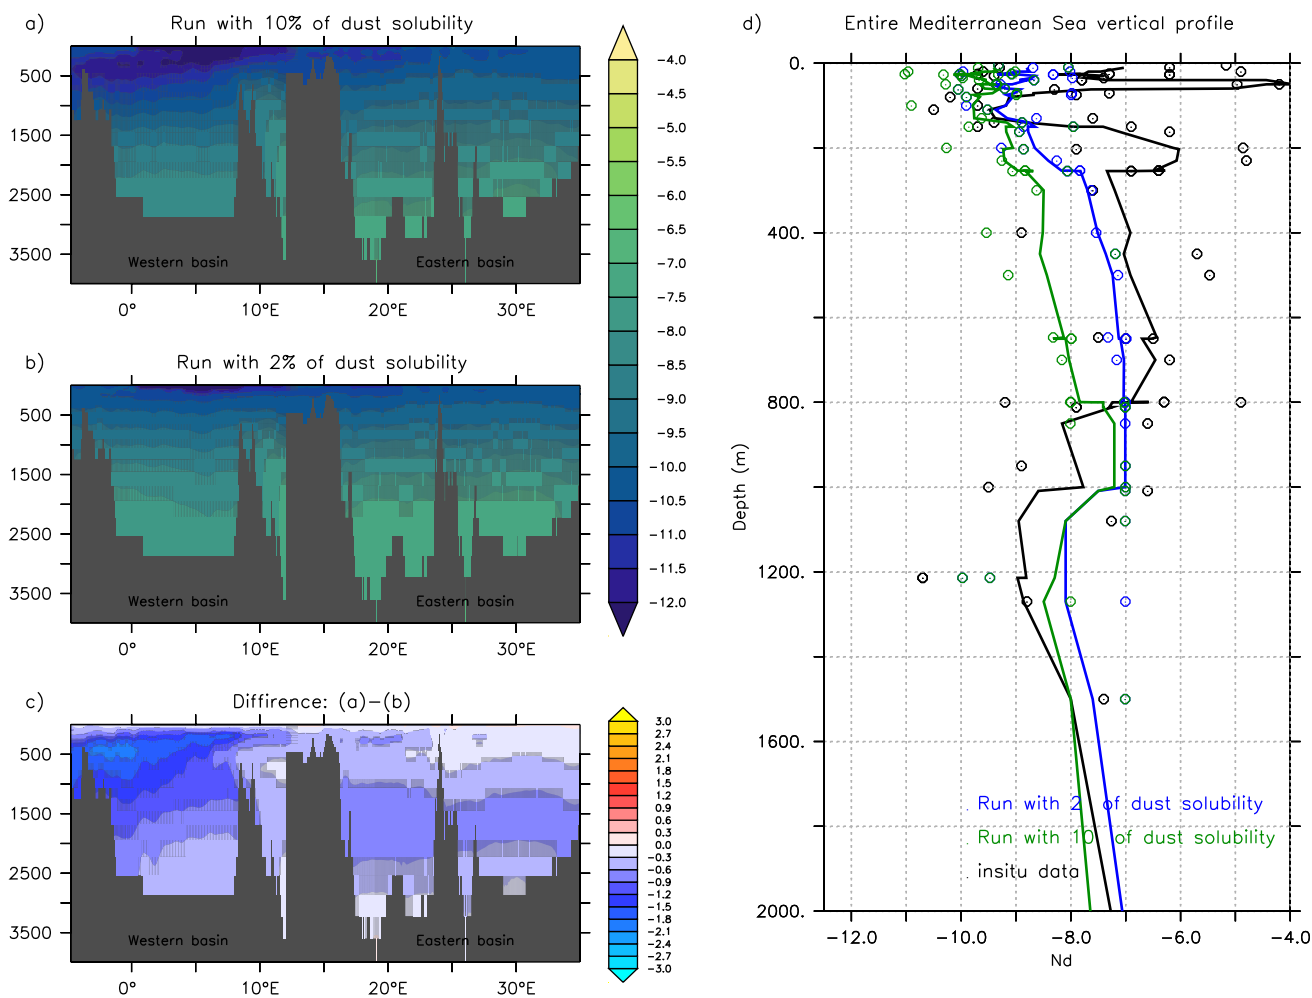 a) Run with 10% of dust solubility
500
1500
2500
3500
Western basin
Eastern basin
0° 10°E 20°E 30°E
b) Run with 2% of dust solubility
500
1500
2500
3500
Western basin
Eastern basin
0° 10°E 20°E 30°E
-4.0
-4.5
-5.0
-5.5
-6.0
-6.5
-7.0
-7.5
-8.0
-8.5
-9.0
-9.5
-10.0
-10.5
-11.0
-11.5
-12.0
c) Diffirence: (a)-(b)
500
1500
2500
3500
Western basin
Eastern basin
0° 10°E 20°E 30°E
3.0
2.7
2.4
2.1
1.8
1.5
1.2
0.9
0.6
0.3
0.0
-0.3
-0.6
-0.9
-1.2
-1.5
-1.8
-2.1
-2.4
-2.7
-3.0
d) Entire Mediterranean Sea vertical profile
0.
400.
800.
1200.
1600.
2000.
Depth (m)
Run with 2 of dust solubility
Run with 10 of dust solubility
insitu data
-12.0 -10.0 -8.0 -6.0 -4.0
Nd